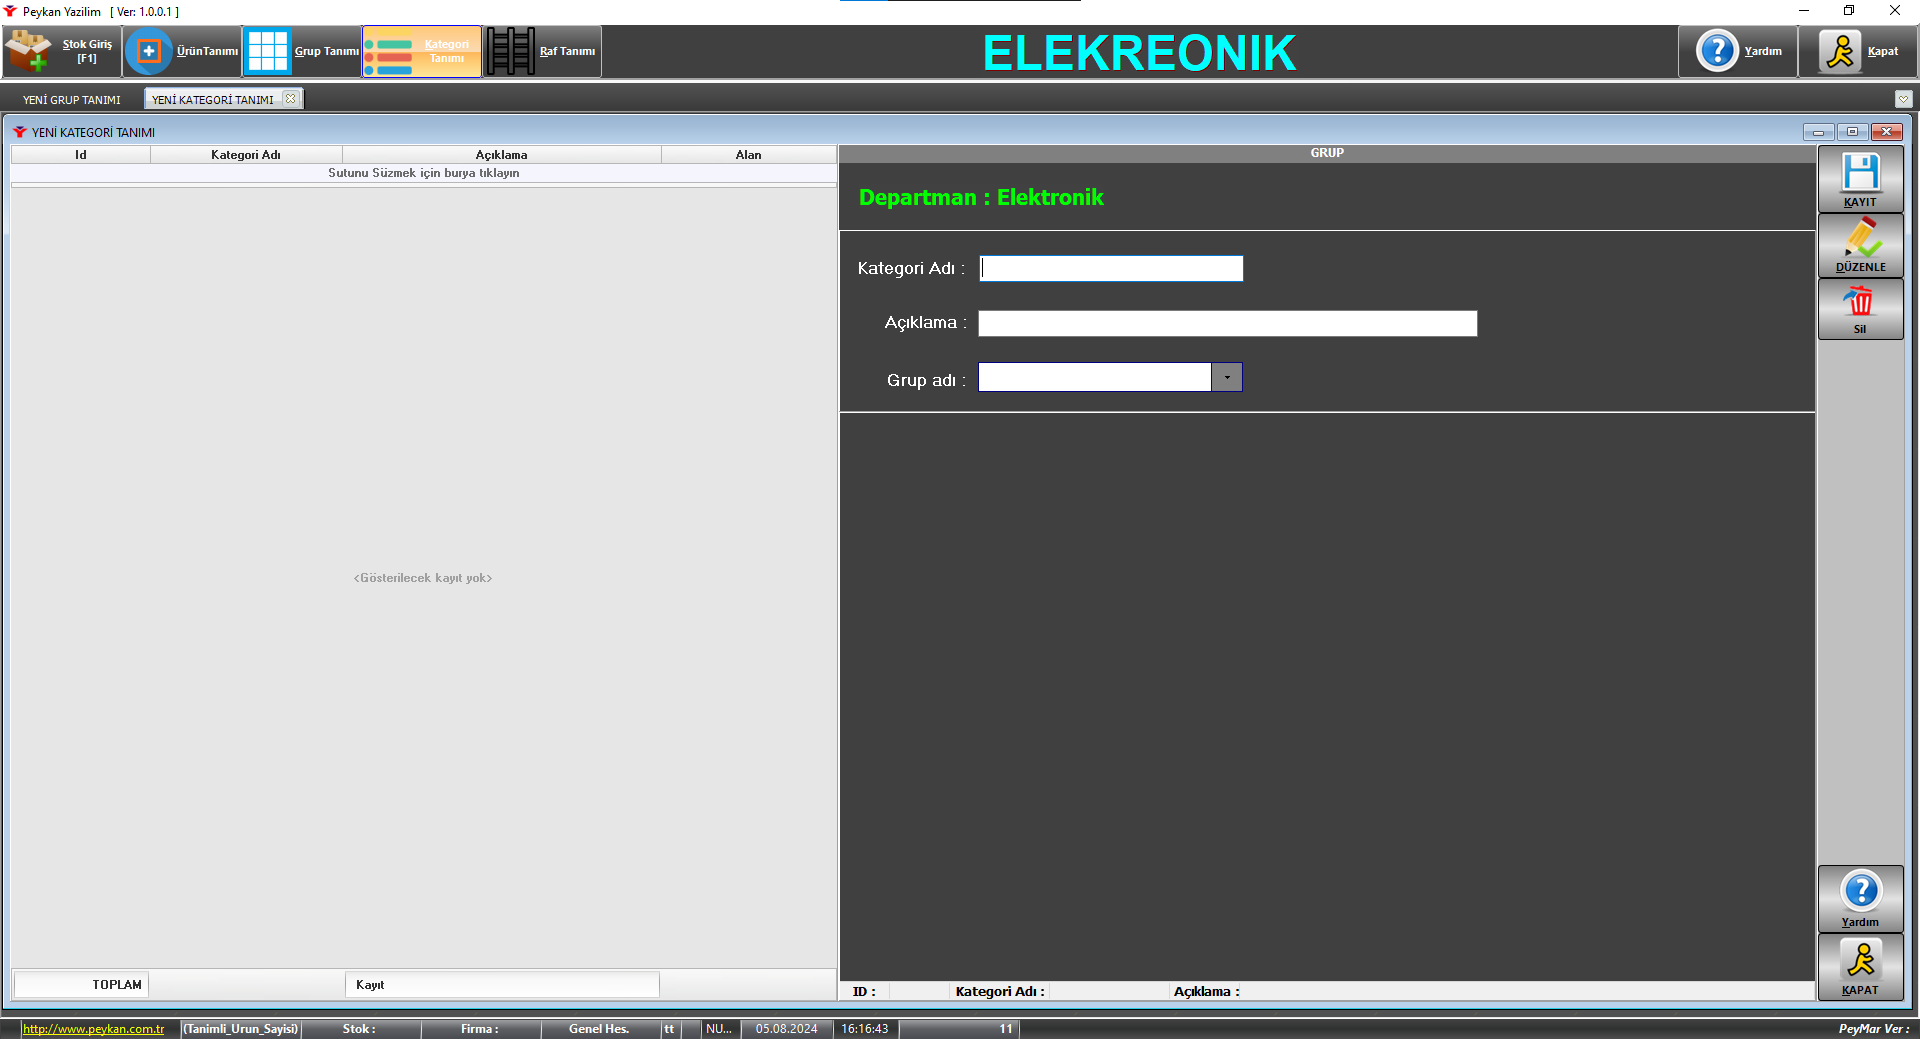 Peykan Yazilim [ Ver: 1.0.0.1 ]
Stok Giriş
[F1]
ÜrünTanımı
Grup Tanımı
Kategori
Tanımı
Raf Tanımı
ELEKREONIK
Yardım
Kapat
YENİ GRUP TANIMI
YENİ KATEGORİ TANIMI
YENİ KATEGORİ TANIMI
Id Kategori Adı Açıklama Alan
Sutunu Süzmek için burya tıklayın
<Gösterilecek kayıt yok>
TOPLAM Kayıt
GRUP
Departman : Elektronik
Kategori Adı :
Açıklama :
Grup adı :
KAYIT
DÜZENLE
Sil
Yardım
KAPAT
ID : Kategori Adı : Açıklama :
http://www.peykan.com.tr (Tanimli_Urun_Sayisi) Stok : Firma : Genel Hes. tt NU... 05.08.2024 16:16:43 11 PeyMar Ver :